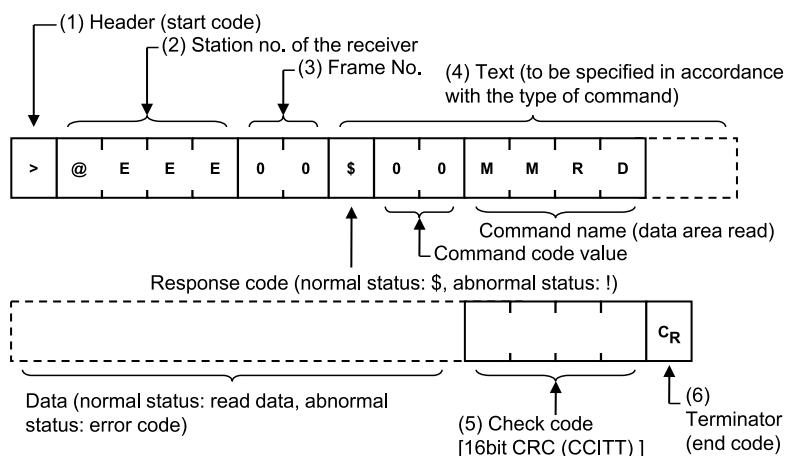 (1) Header (start code)
(2) Station no. of the receiver
(3) Frame No.
(4) Text (to be specified in accordance
with the type of command)
> @ E E E 0 0 $ 0 0 M M R D
Command name (data area read)
Command code value
Response code (normal status: $, abnormal status: !)
CR
Data (normal status: read data, abnormal
status: error code)
(5) Check code
[16bit CRC (CCITT) ]
(6)
Terminator
(end code)